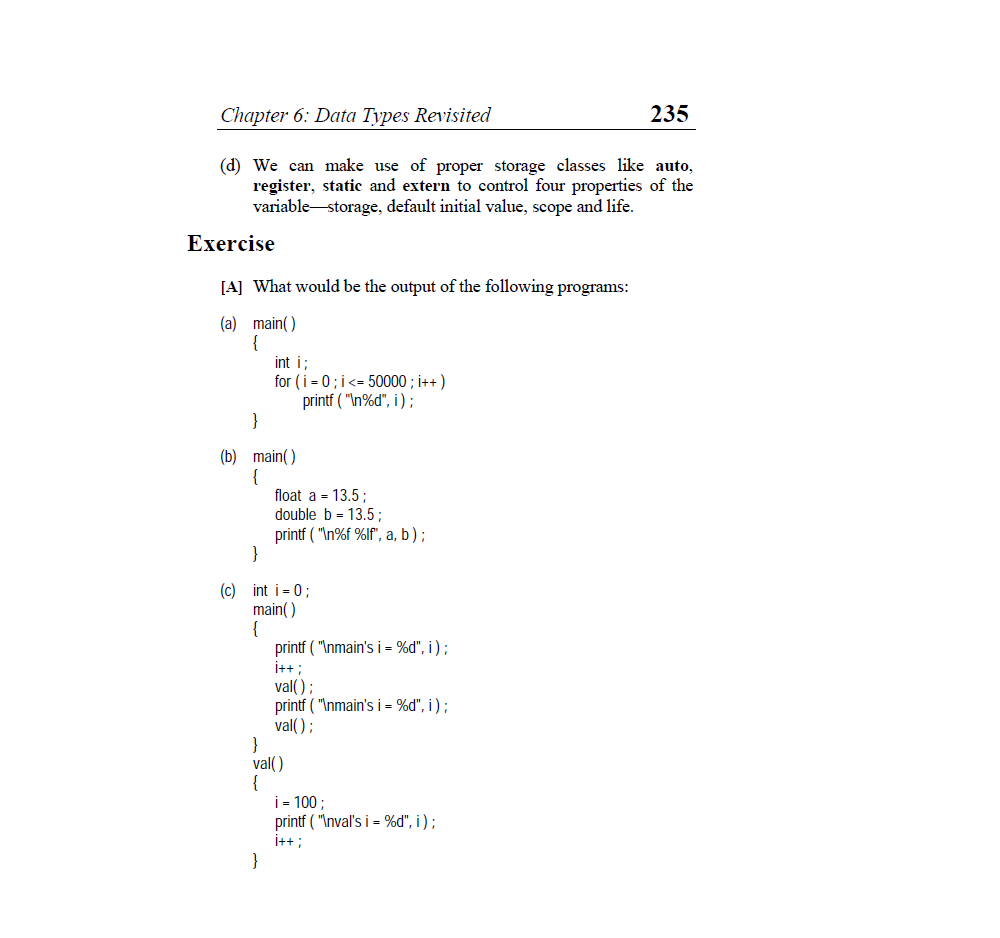 Chapter 6: Data Types Revisited 235
(d) We can make use of proper storage classes like auto,
register, static and extern to control four properties of the
variable—storage, default initial value, scope and life.
Exercise
[A] What would be the output of the following programs:
(a) main( )
{
int i ;
for ( i = 0 ; i <= 50000 ; i++ )
printf ( "\n%d", i ) ;
}
(b) main( )
{
float a = 13.5 ;
double b = 13.5 ;
printf ( "\n%f %lf", a, b ) ;
}
(c) int i = 0 ;
main( )
{
printf ( "\nmain's i = %d", i ) ;
i++ ;
val( ) ;
printf ( "\nmain's i = %d", i ) ;
val( ) ;
}
val( )
{
i = 100 ;
printf ( "\nval's i = %d", i ) ;
i++ ;
}